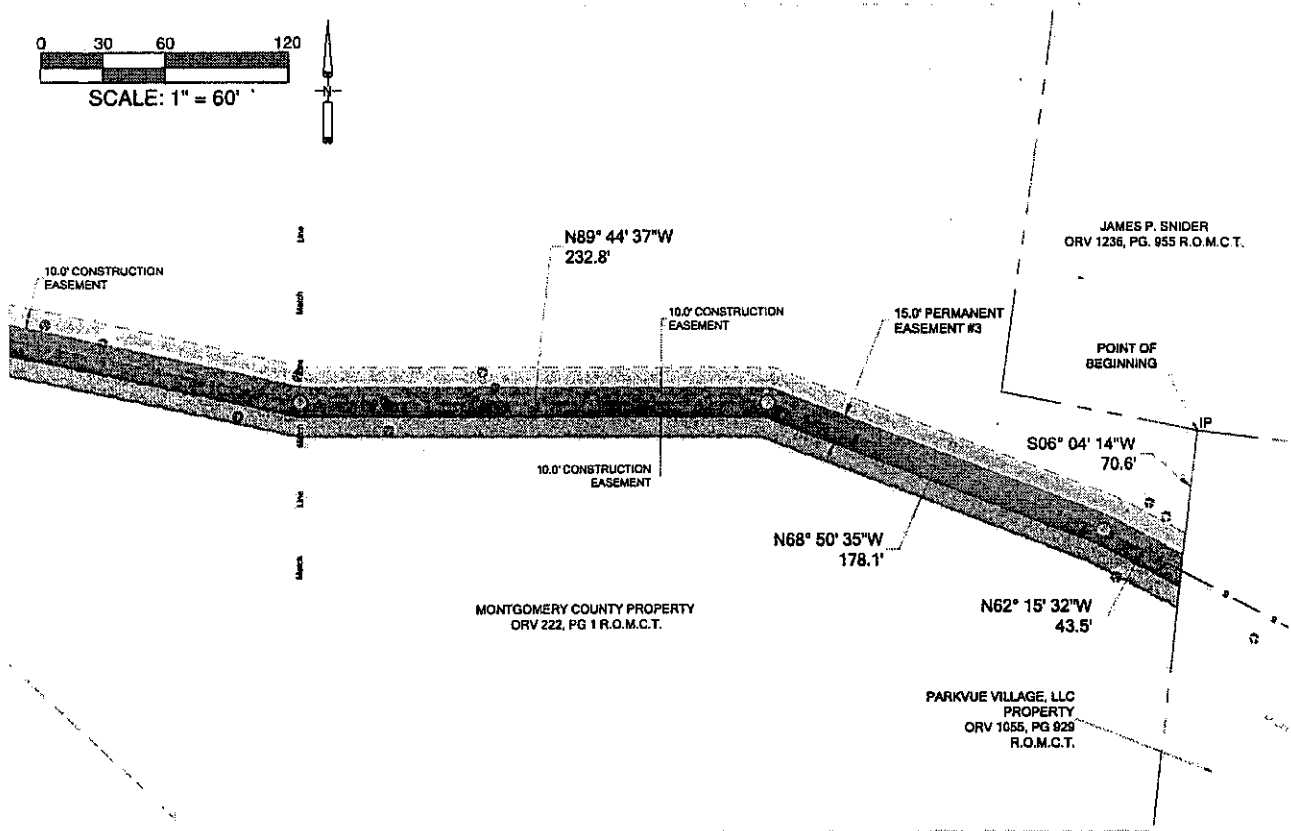 0 30 60 120
SCALE: 1" = 60'
N
JAMES P. SNIDER
ORV 1236, PG. 955 R.O.M.C.T.
N89° 44' 37"W
232.8'
10.0' CONSTRUCTION
EASEMENT
10.0' CONSTRUCTION
EASEMENT
15.0' PERMANENT
EASEMENT #3
POINT OF
BEGINNING
IP
S06° 04' 14"W
70.6'
10.0' CONSTRUCTION
EASEMENT
N68° 50' 35"W
178.1'
N62° 15' 32"W
43.5'
MONTGOMERY COUNTY PROPERTY
ORV 222, PG 1 R.O.M.C.T.
PARKVUE VILLAGE, LLC
PROPERTY
ORV 1055, PG 929
R.O.M.C.T.
Line
Match
Line
Match
Line
Match